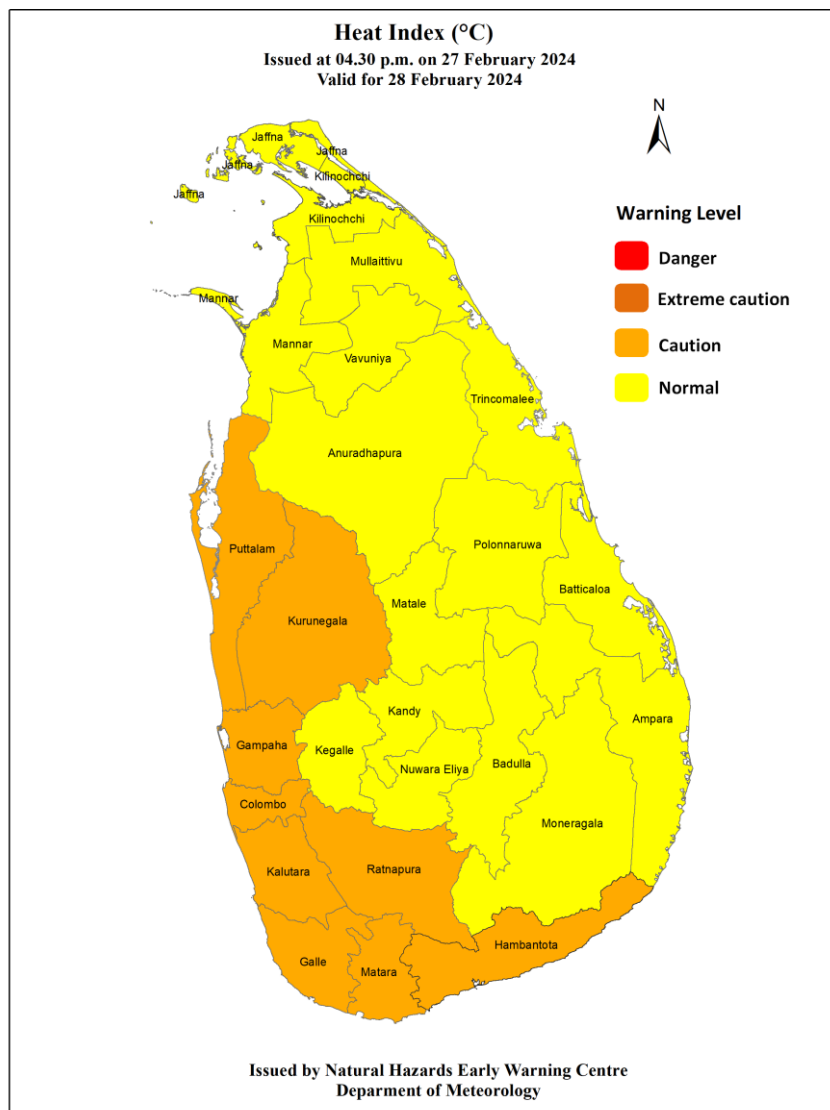 Heat Index (°C)
Issued at 04.30 p.m. on 27 February 2024
Valid for 28 February 2024
N
Jaffna
Jaffna
Jaffna
Kilinochchi
Jaffna
Kilinochchi
Warning Level
Danger
Mullaittivu
Extreme caution
Mannar
Caution
Mannar
Vavuniya
Normal
Trincomalee
Anuradhapura
Puttalam
Polonnaruwa
Batticaloa
Matale
Kurunegala
Kandy
Ampara
Gampaha
Kegalle
Nuwara Eliya
Badulla
Colombo
Moneragala
Kalutara
Ratnapura
Hambantota
Galle
Matara
Issued by Natural Hazards Early Warning Centre
Deparment of Meteorology